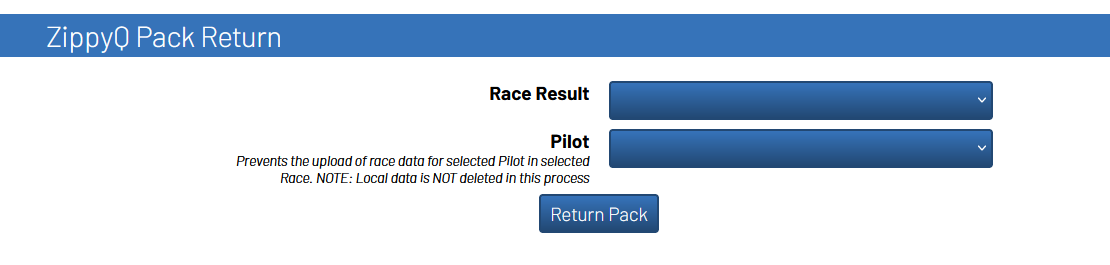 ZippyQ Pack Return
Race Result
Pilot
Prevents the upload of race data for selected Pilot in selected
Race. NOTE: Local data is NOT deleted in this process
Return Pack